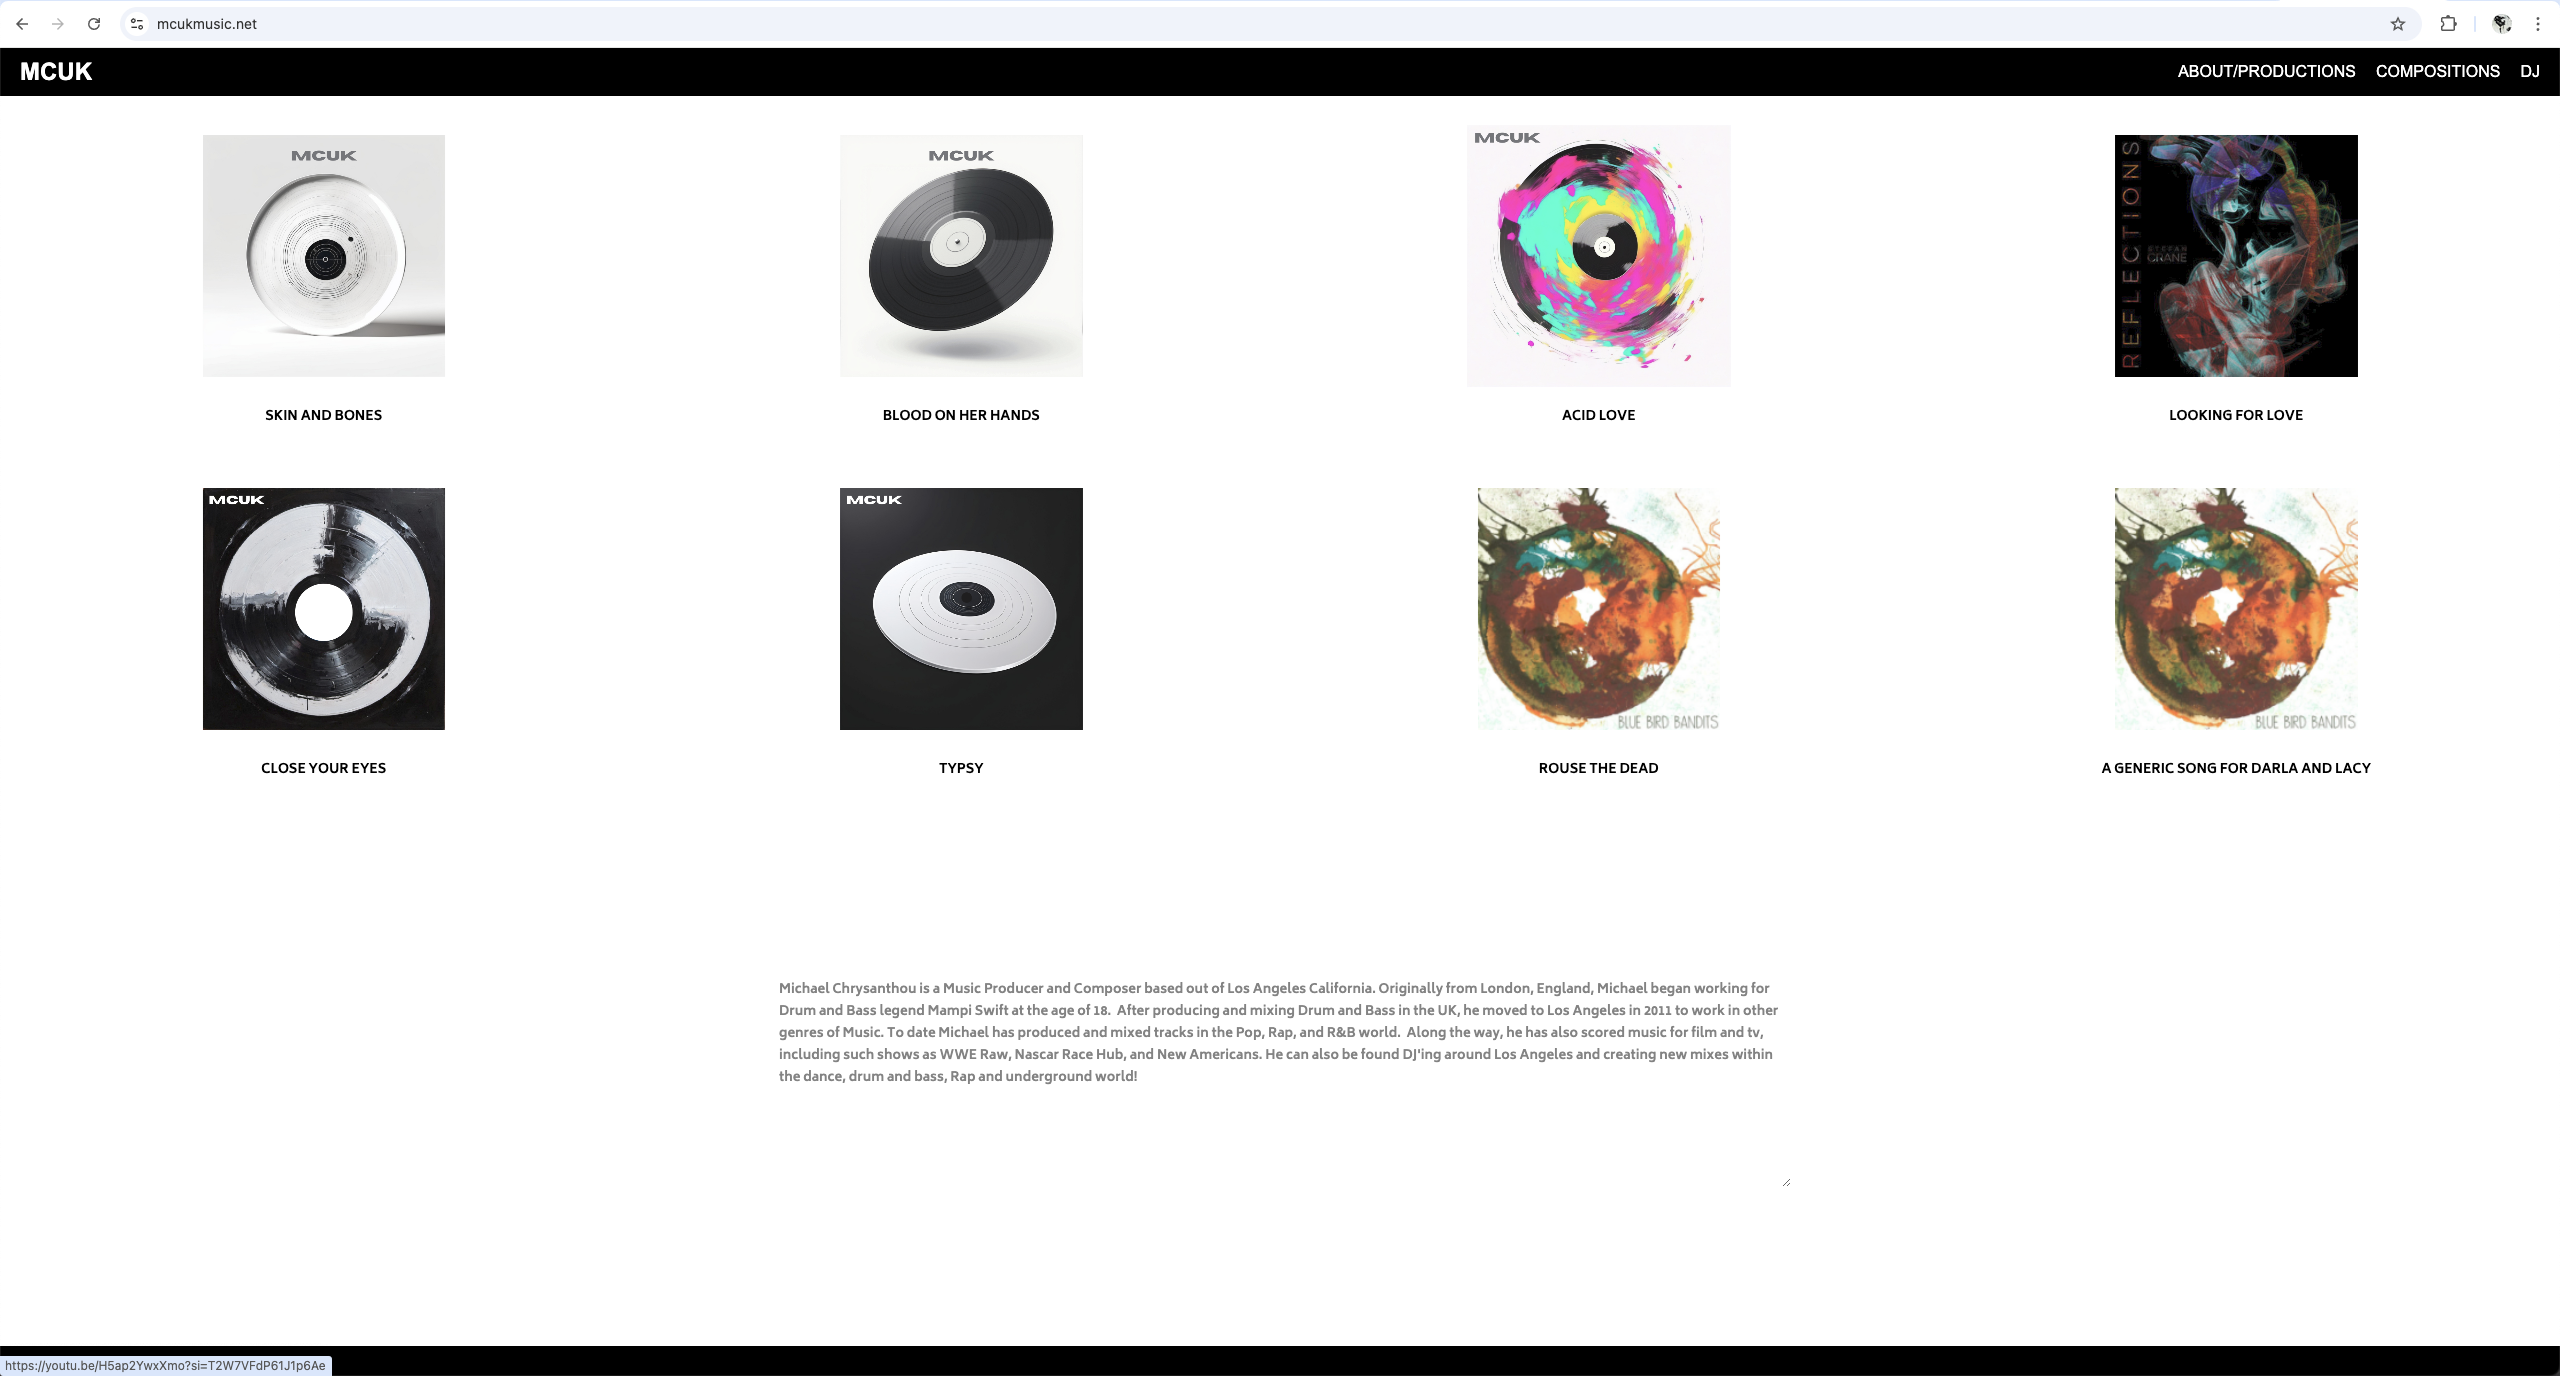 mcukmusic.net
MCUK
ABOUT/PRODUCTIONS COMPOSITIONS DJ
MCUK
MCUK
MCUK
REFLECTIONS
STEFAN
CRANE
SKIN AND BONES
BLOOD ON HER HANDS
ACID LOVE
LOOKING FOR LOVE
MCUK
MCUK
BLUE BIRD BANDITS
BLUE BIRD BANDITS
CLOSE YOUR EYES
TYPSY
ROUSE THE DEAD
A GENERIC SONG FOR DARLA AND LACY
Michael Chrysanthou is a Music Producer and Composer based out of Los Angeles California. Originally from London, England, Michael began working for
Drum and Bass legend Mampi Swift at the age of 18.  After producing and mixing Drum and Bass in the UK, he moved to Los Angeles in 2011 to work in other
genres of Music. To date Michael has produced and mixed tracks in the Pop, Rap, and R&B world.  Along the way, he has also scored music for film and tv,
including such shows as WWE Raw, Nascar Race Hub, and New Americans. He can also be found DJ'ing around Los Angeles and creating new mixes within
the dance, drum and bass, Rap and underground world!
https://youtu.be/H5ap2YwxXmo?si=T2W7VFdP61J1p6Ae